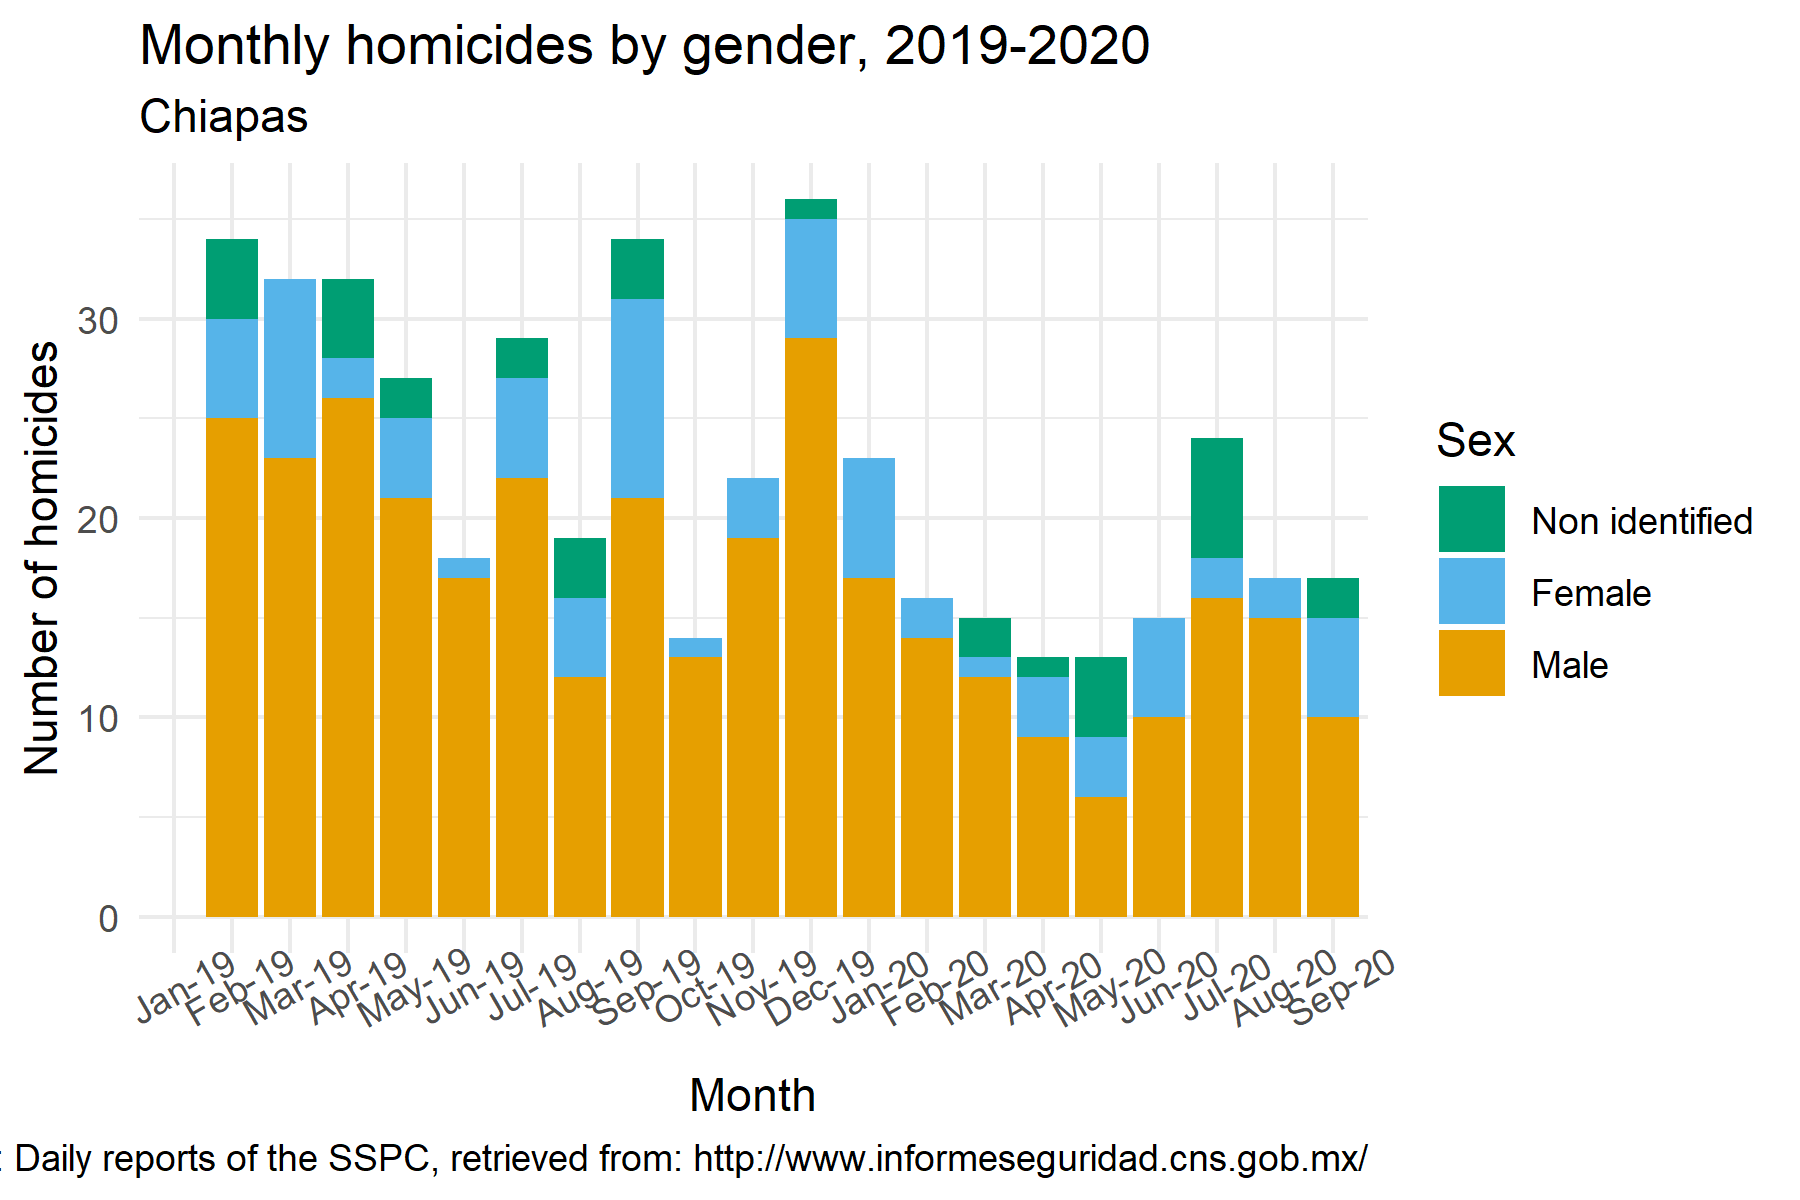 Monthly homicides by gender, 2019-2020
Chiapas
Number of homicides
30
20
10
0
Jan-19
Feb-19
Mar-19
Apr-19
May-19
Jun-19
Jul-19
Aug-19
Sep-19
Oct-19
Nov-19
Dec-19
Jan-20
Feb-20
Mar-20
Apr-20
May-20
Jun-20
Jul-20
Aug-20
Sep-20
Month
Sex
Non identified
Female
Male
: Daily reports of the SSPC, retrieved from: http://www.informeseguridad.cns.gob.mx/